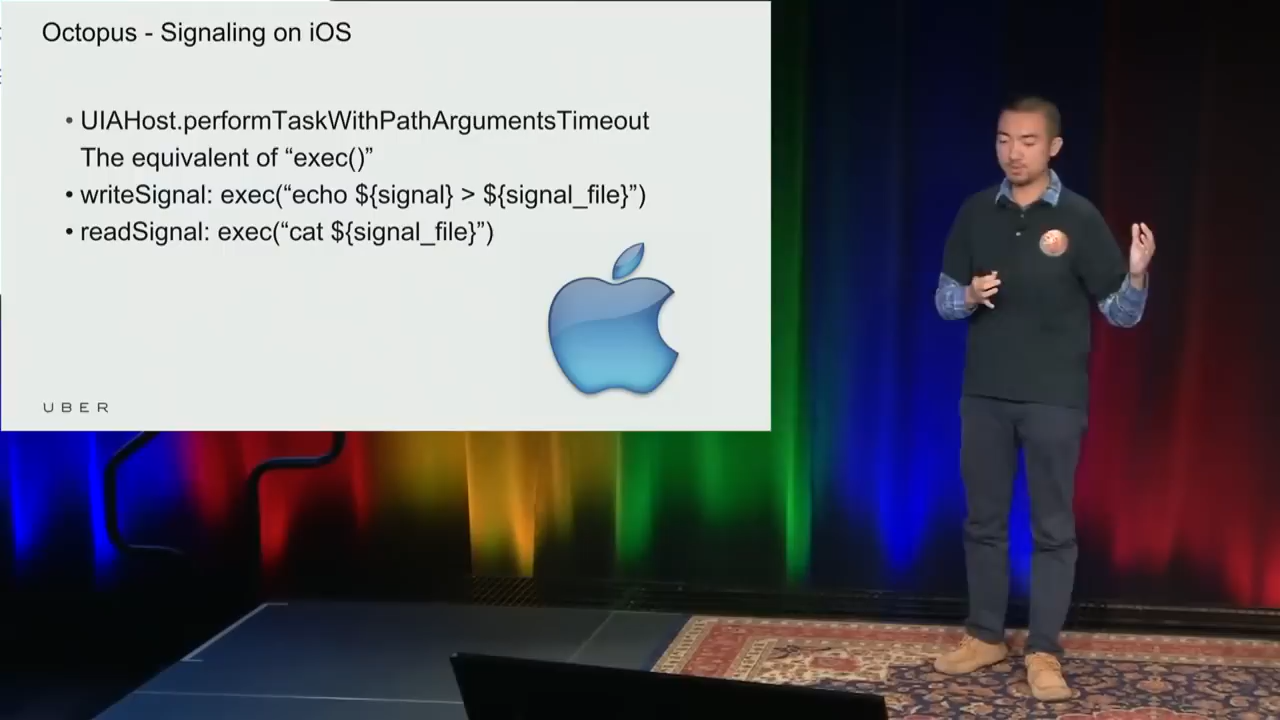 Octopus - Signaling on iOS
• UIAHost.performTaskWithPathArgumentsTimeout
The equivalent of “exec()”
• writeSignal: exec(“echo ${signal} > ${signal_file}”)
• readSignal: exec(“cat ${signal_file}”)
UBER